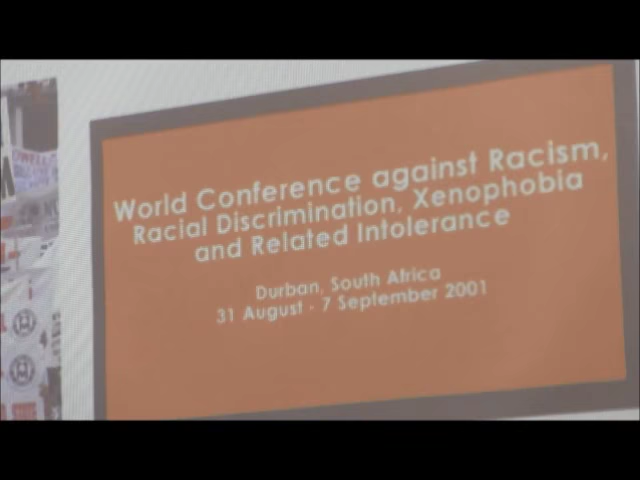 World Conference against Racism,
Racial Discrimination, Xenophobia
and Related Intolerance
Durban, South Africa
31 August - 7 September 2001